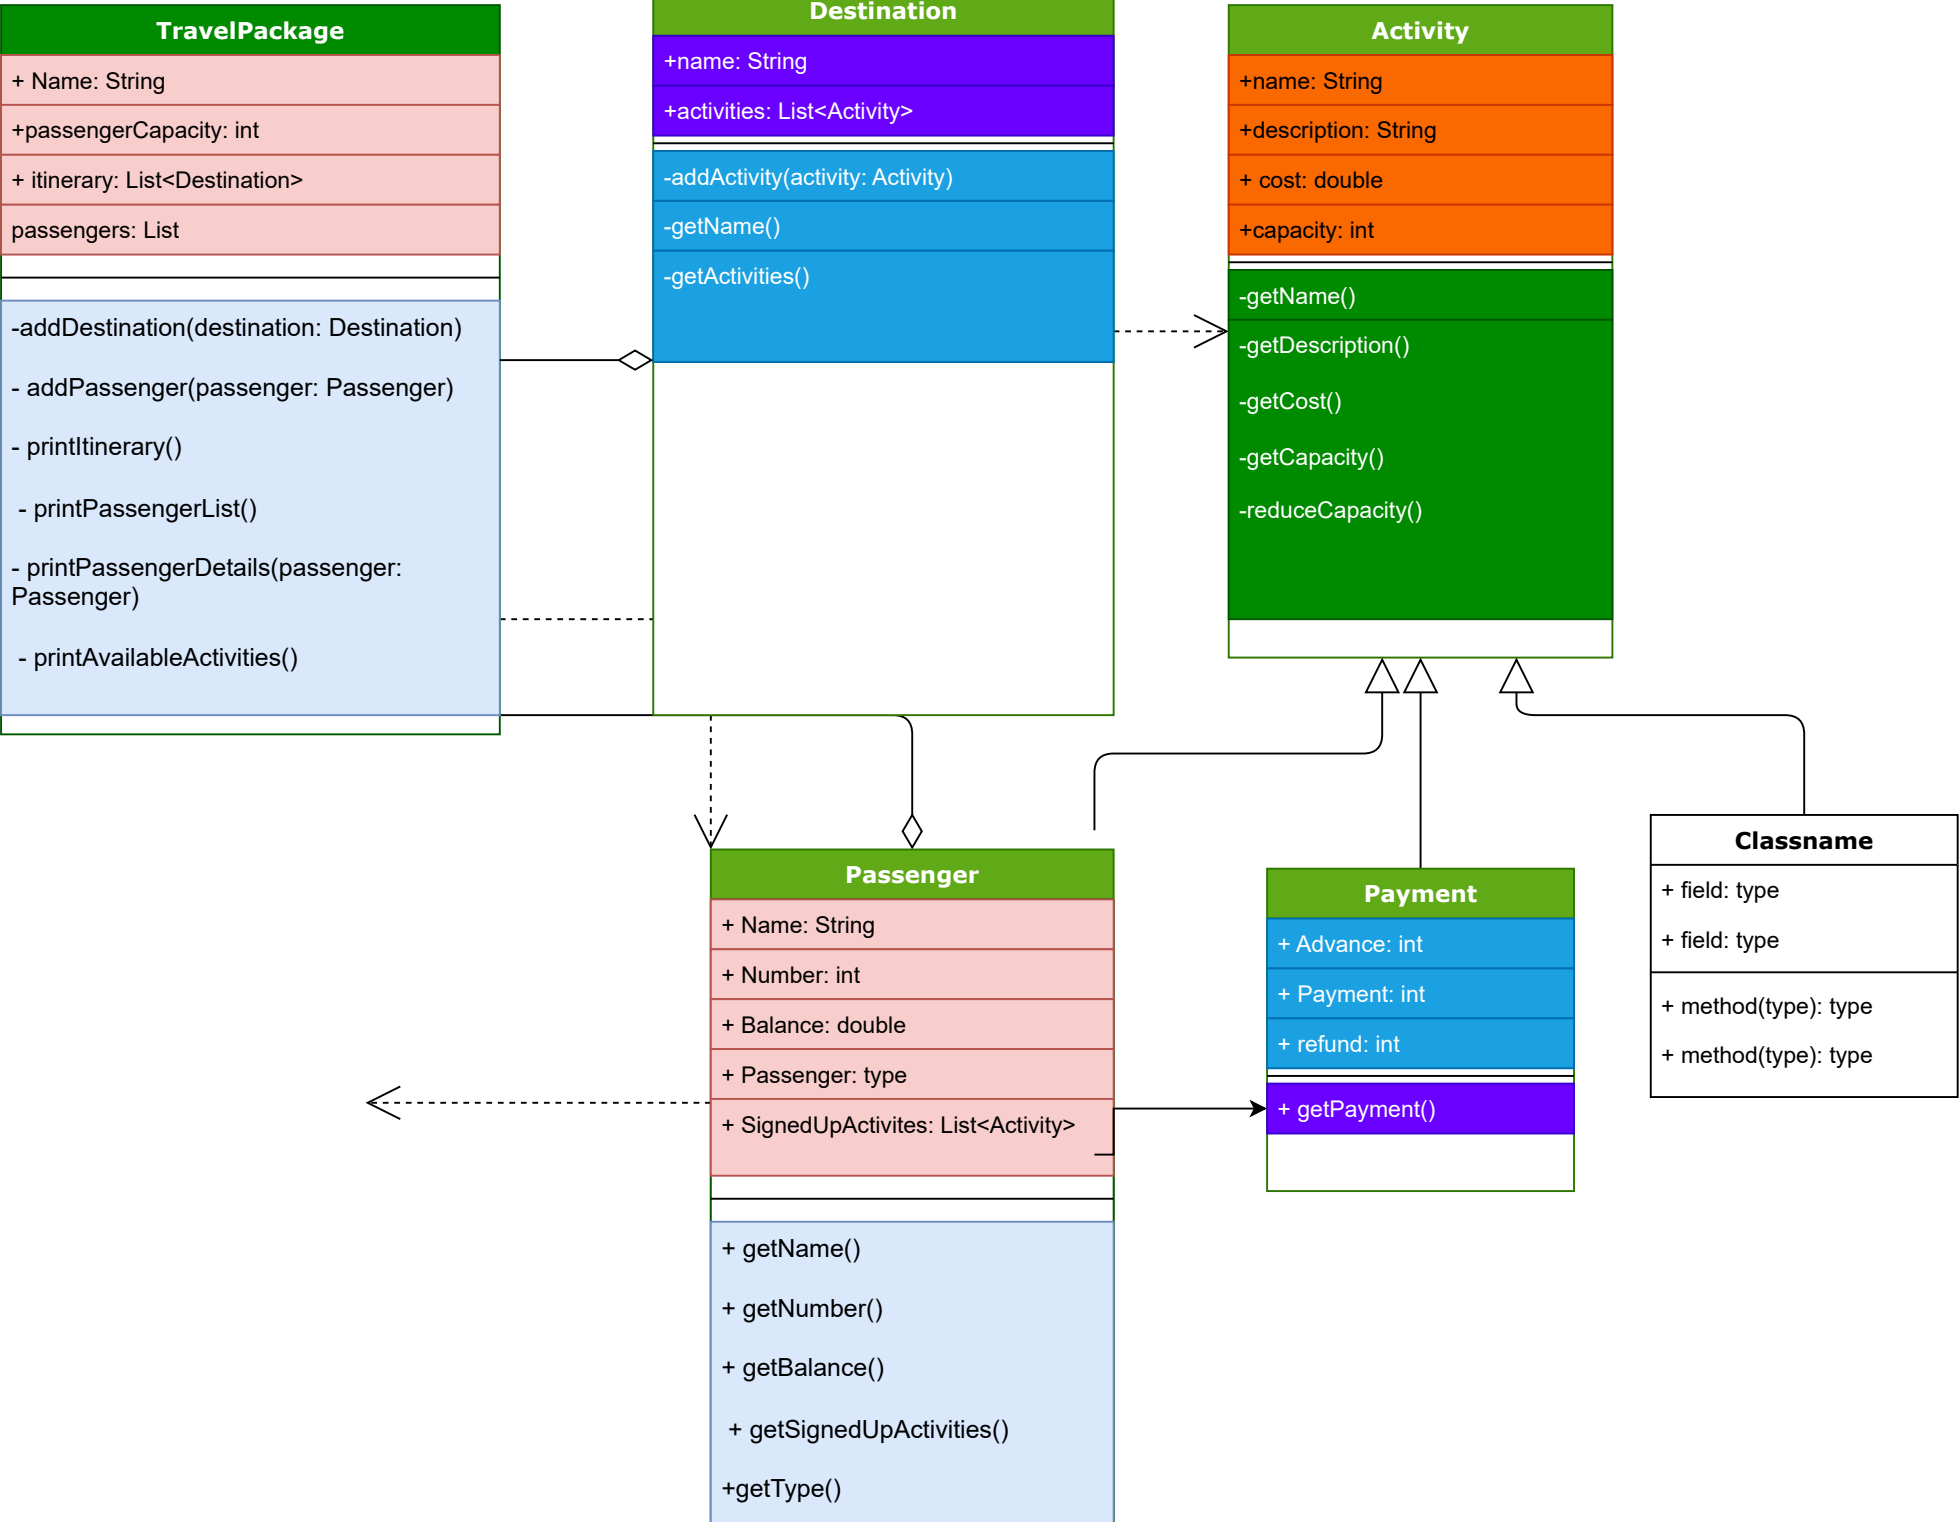 TravelPackage
+ Name: String
+passengerCapacity: int
+ itinerary: List<Destination>
passengers: List
-addDestination(destination: Destination)
- addPassenger(passenger: Passenger)
- printItinerary()
- printPassengerList()
- printPassengerDetails(passenger:
Passenger)
- printAvailableActivities()
Destination
+name: String
+activities: List<Activity>
-addActivity(activity: Activity)
-getName()
-getActivities()
Activity
+name: String
+description: String
+ cost: double
+capacity: int
-getName()
-getDescription()
-getCost()
-getCapacity()
-reduceCapacity()
Passenger
+ Name: String
+ Number: int
+ Balance: double
+ Passenger: type
+ SignedUpActivites: List<Activity>
+ getName()
+ getNumber()
+ getBalance()
+ getSignedUpActivities()
+getType()
Payment
+ Advance: int
+ Payment: int
+ refund: int
+ getPayment()
Classname
+ field: type
+ field: type
+ method(type): type
+ method(type): type